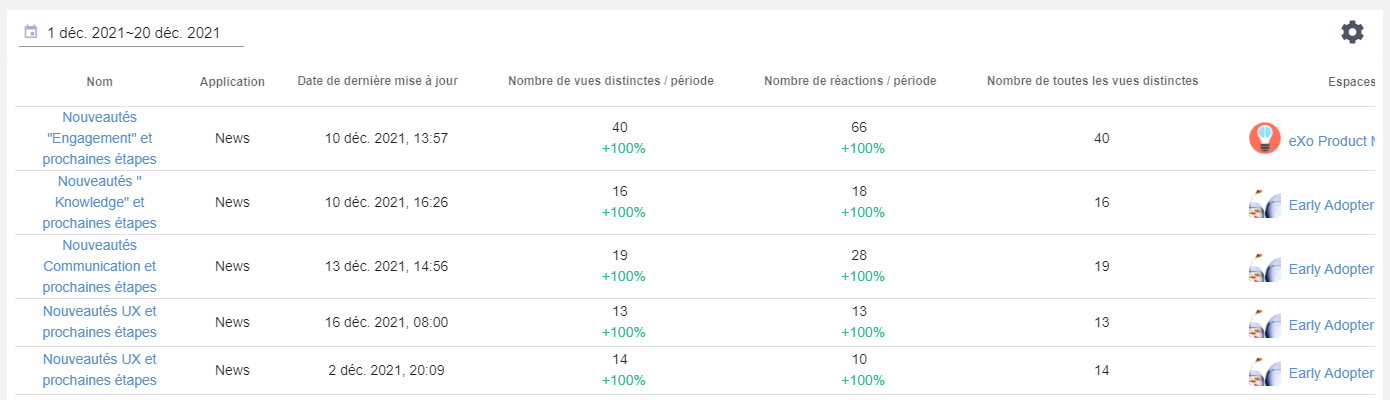 1 déc. 2021~20 déc. 2021
Nom Application Date de dernière mise à jour Nombre de vues distinctes / période Nombre de réactions / période Nombre de toutes les vues distinctes Espaces
Nouveautés
"Engagement" et
prochaines étapes
News
10 déc. 2021, 13:57
40
+100%
66
+100%
40
eXo Product
Nouveautés "
Knowledge" et
prochaines étapes
News
10 déc. 2021, 16:26
16
+100%
18
+100%
16
Early Adopter
Nouveautés
Communication et
prochaines étapes
News
13 déc. 2021, 14:56
19
+100%
28
+100%
19
Early Adopter
Nouveautés UX et
prochaines étapes
News
16 déc. 2021, 08:00
13
+100%
13
+100%
13
Early Adopter
Nouveautés UX et
prochaines étapes
News
2 déc. 2021, 20:09
14
+100%
10
+100%
14
Early Adopter